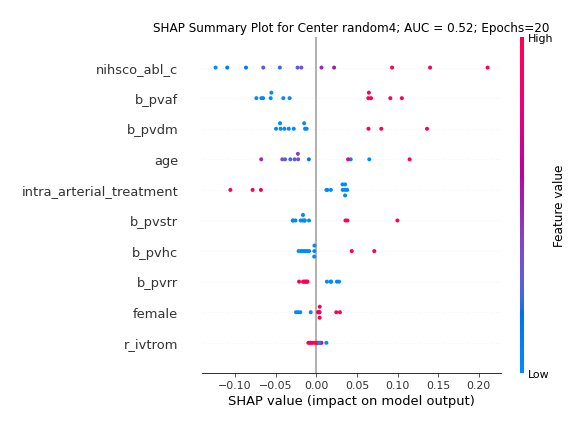 SHAP Summary Plot for Center random4; AUC = 0.52; Epochs=20
High
nihsco_abl_c
b_pvaf
b_pvdm
age
intra_arterial_treatment
b_pvstr
b_pvhc
b_pvrr
female
r_ivtrom
Feature value
Low
−0.10 −0.05 0.00 0.05 0.10 0.15 0.20
SHAP value (impact on model output)